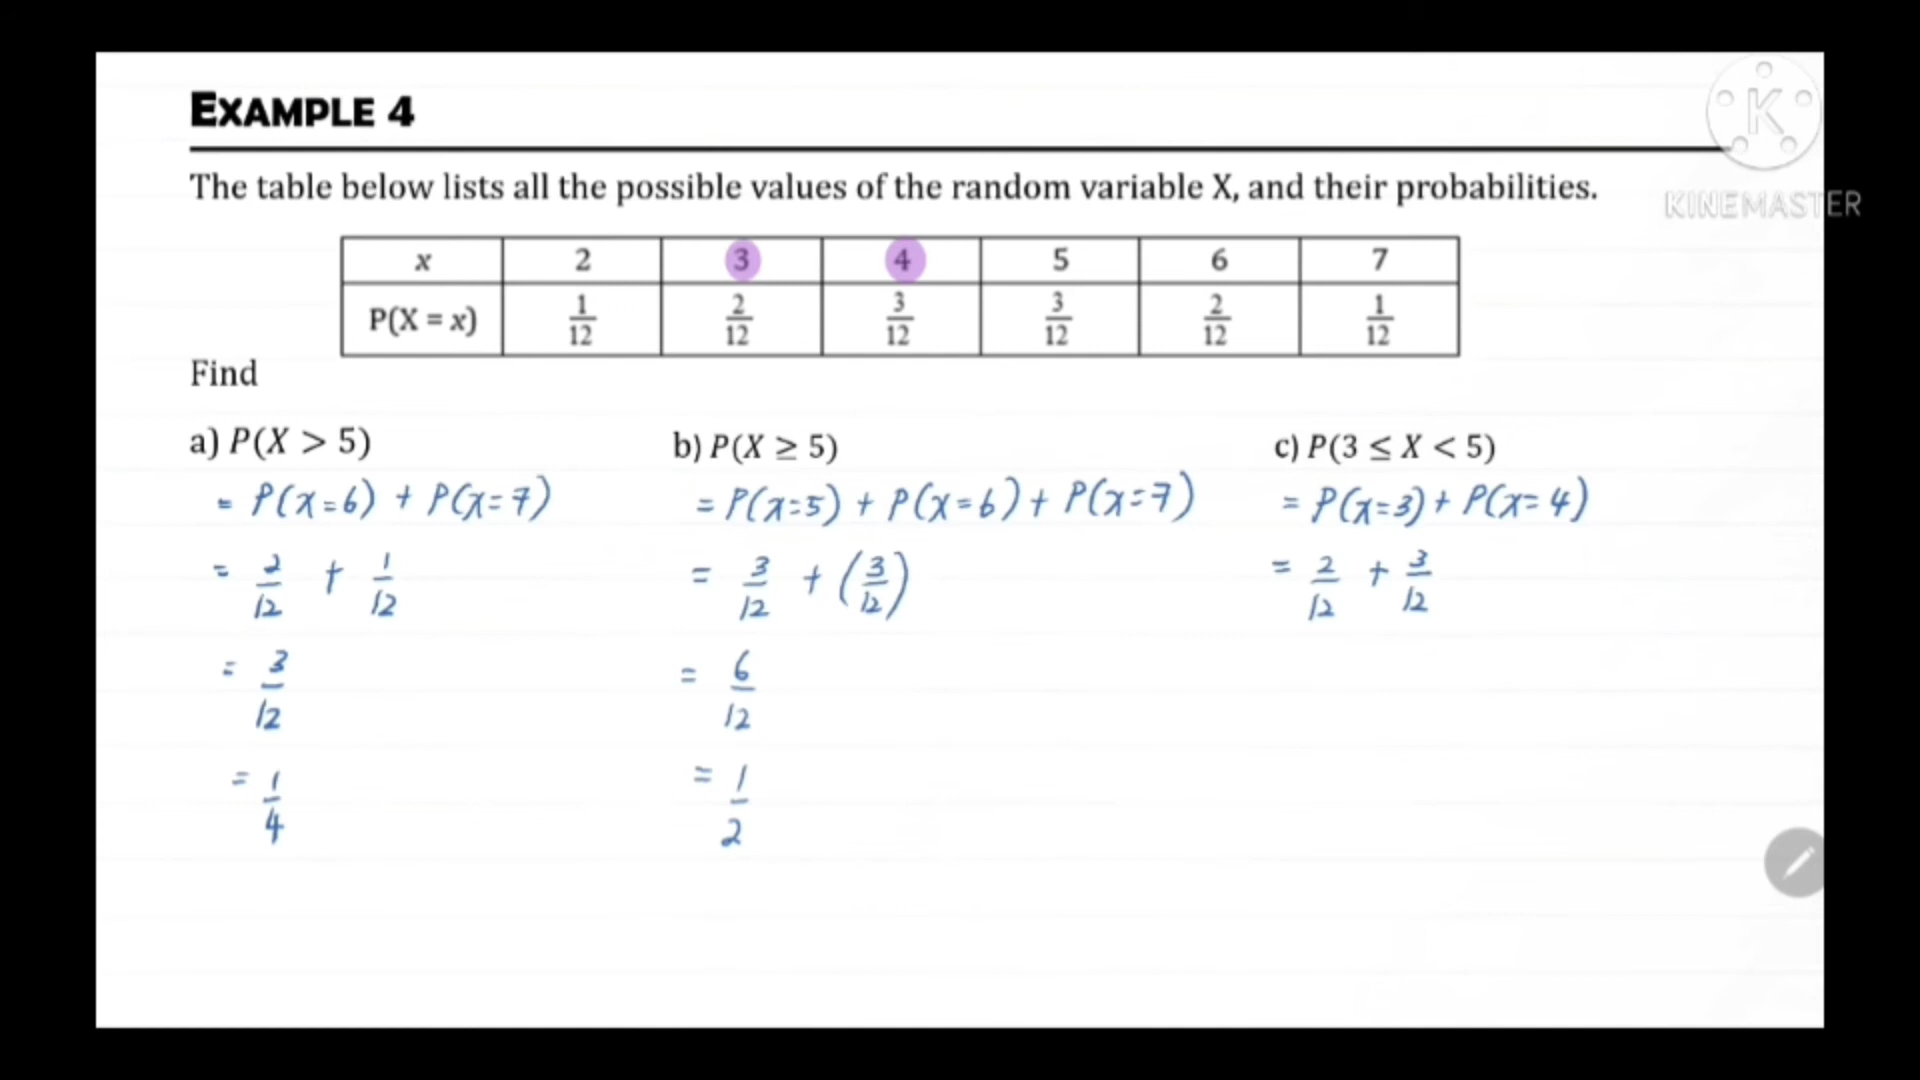 EXAMPLE 4
K
KINEMASTER
The table below lists all the possible values of the random variable X, and their probabilities.
x 2 3 4 5 6 7
P(X = x) 1/12 2/12 3/12 3/12 2/12 1/12
Find
a) P(X > 5)
= P(x=6) + P(x=7)
= 2/12 + 1/12
= 3/12
= 1/4
b) P(X ≥ 5)
= P(x=5) + P(x=6) + P(x=7)
= 3/12 + (3/12)
= 6/12
= 1/2
c) P(3 ≤ X < 5)
= P(x=3) + P(x=4)
= 2/12 + 3/12